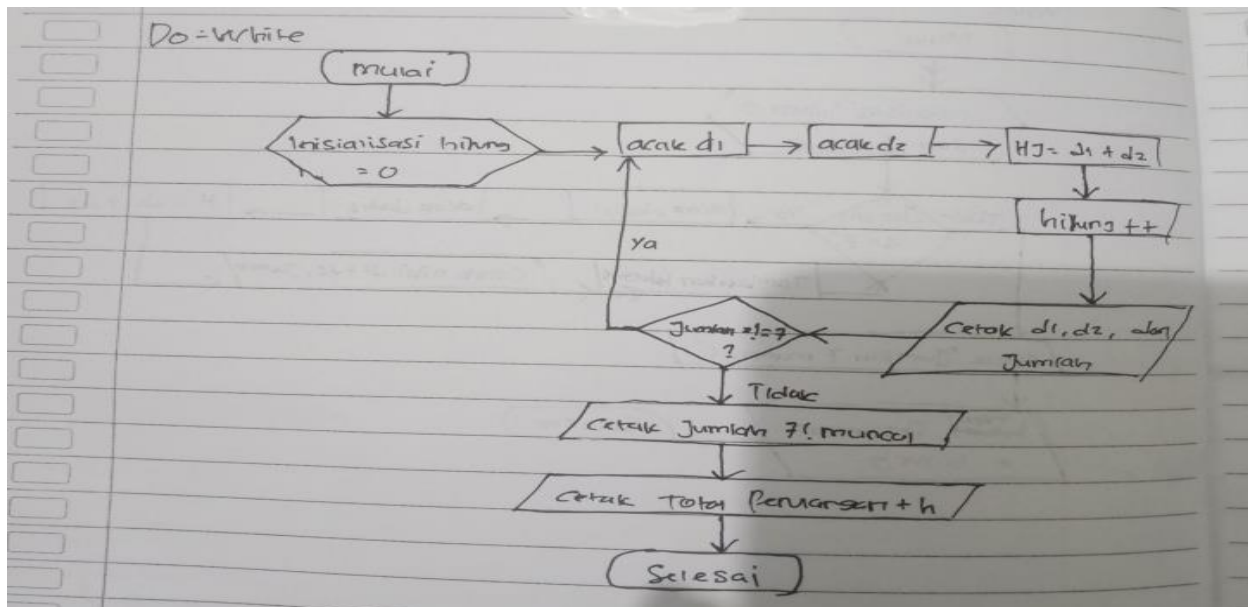 Do-While
mulai
Inisialisasi hitung
= 0
acak d1
acak d2
HJ= d1 + d2
hitung ++
Cetak d1, d2, dan
Jumlah
Jumlah != 7
?
Ya
Tidak
Cetak Jumlah 7! muncul
Cetak Total Perulangan + h
Selesai